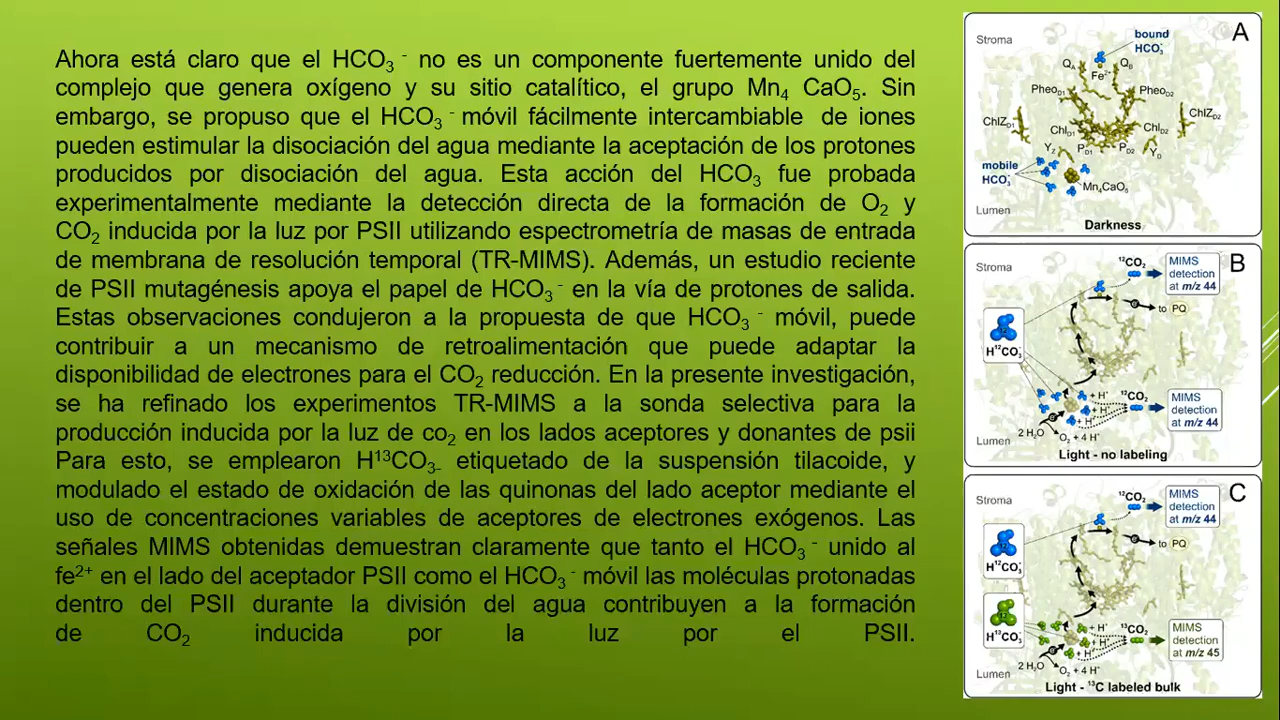 Ahora está claro que el HCO₃ ⁻ no es un componente fuertemente unido del
complejo que genera oxígeno y su sitio catalítico, el grupo Mn₄ CaO₅. Sin
embargo, se propuso que el HCO₃ ⁻ móvil fácilmente intercambiable de iones
pueden estimular la disociación del agua mediante la aceptación de los protones
producidos por disociación del agua. Esta acción del HCO₃ fue probada
experimentalmente mediante la detección directa de la formación de O₂ y
CO₂ inducida por la luz por PSII utilizando espectrometría de masas de entrada
de membrana de resolución temporal (TR-MIMS). Además, un estudio reciente
de PSII mutagénesis apoya el papel de HCO₃ ⁻ en la vía de protones de salida.
Estas observaciones condujeron a la propuesta de que HCO₃ ⁻ móvil, puede
contribuir a un mecanismo de retroalimentación que puede adaptar la
disponibilidad de electrones para el CO₂ reducción. En la presente investigación,
se ha refinado los experimentos TR-MIMS a la sonda selectiva para la
producción inducida por la luz de co₂ en los lados aceptores y donantes de psii
Para esto, se emplearon H¹³CO₃₋ etiquetado de la suspensión tilacoide, y
modulado el estado de oxidación de las quinonas del lado aceptor mediante el
uso de concentraciones variables de aceptores de electrones exógenos. Las
señales MIMS obtenidas demuestran claramente que tanto el HCO₃ ⁻ unido al
fe²⁺ en el lado del aceptador PSII como el HCO₃ ⁻ móvil las moléculas protonadas
dentro del PSII durante la división del agua contribuyen a la formación
de CO₂ inducida por la luz por el PSII.
A
Stroma
bound
HCO₃⁻
Q_A
Q_B
Fe²⁺
Pheo_D1
Pheo_D2
ChlZ_D1
ChlZ_D2
Chl_D1
Chl_D2
Y_Z
P_D1
P_D2
Y_D
mobile
HCO₃⁻
Mn₄CaO₅
Lumen
Darkness
B
Stroma
¹²CO₂
MIMS
detection
at m/z 44
e⁻
to PQ
H¹²CO₃⁻
+ H⁺
+ H⁺
+ H⁺
¹³CO₂
MIMS
detection
at m/z 44
e⁻
2 H₂O
O₂ + 4 H⁺
Lumen
Light - no labeling
C
Stroma
¹²CO₂
MIMS
detection
at m/z 44
e⁻
to PQ
H¹²CO₃⁻
H¹³CO₃⁻
+ H⁺
+ H⁺
+ H⁺
¹³CO₂
MIMS
detection
at m/z 45
e⁻
2 H₂O
O₂ + 4 H⁺
Lumen
Light - ¹³C labeled bulk